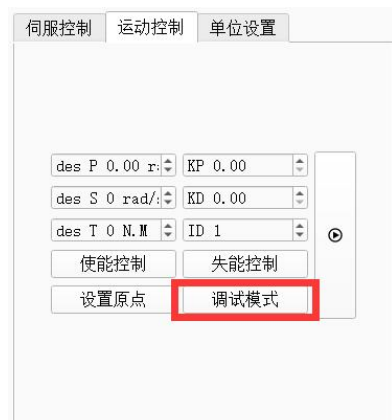 伺服控制 运动控制 单位设置
des P 0.00 r: KP 0.00
des S 0 rad/: KD 0.00
des T 0 N.M ID 1
使能控制 失能控制
设置原点 调试模式